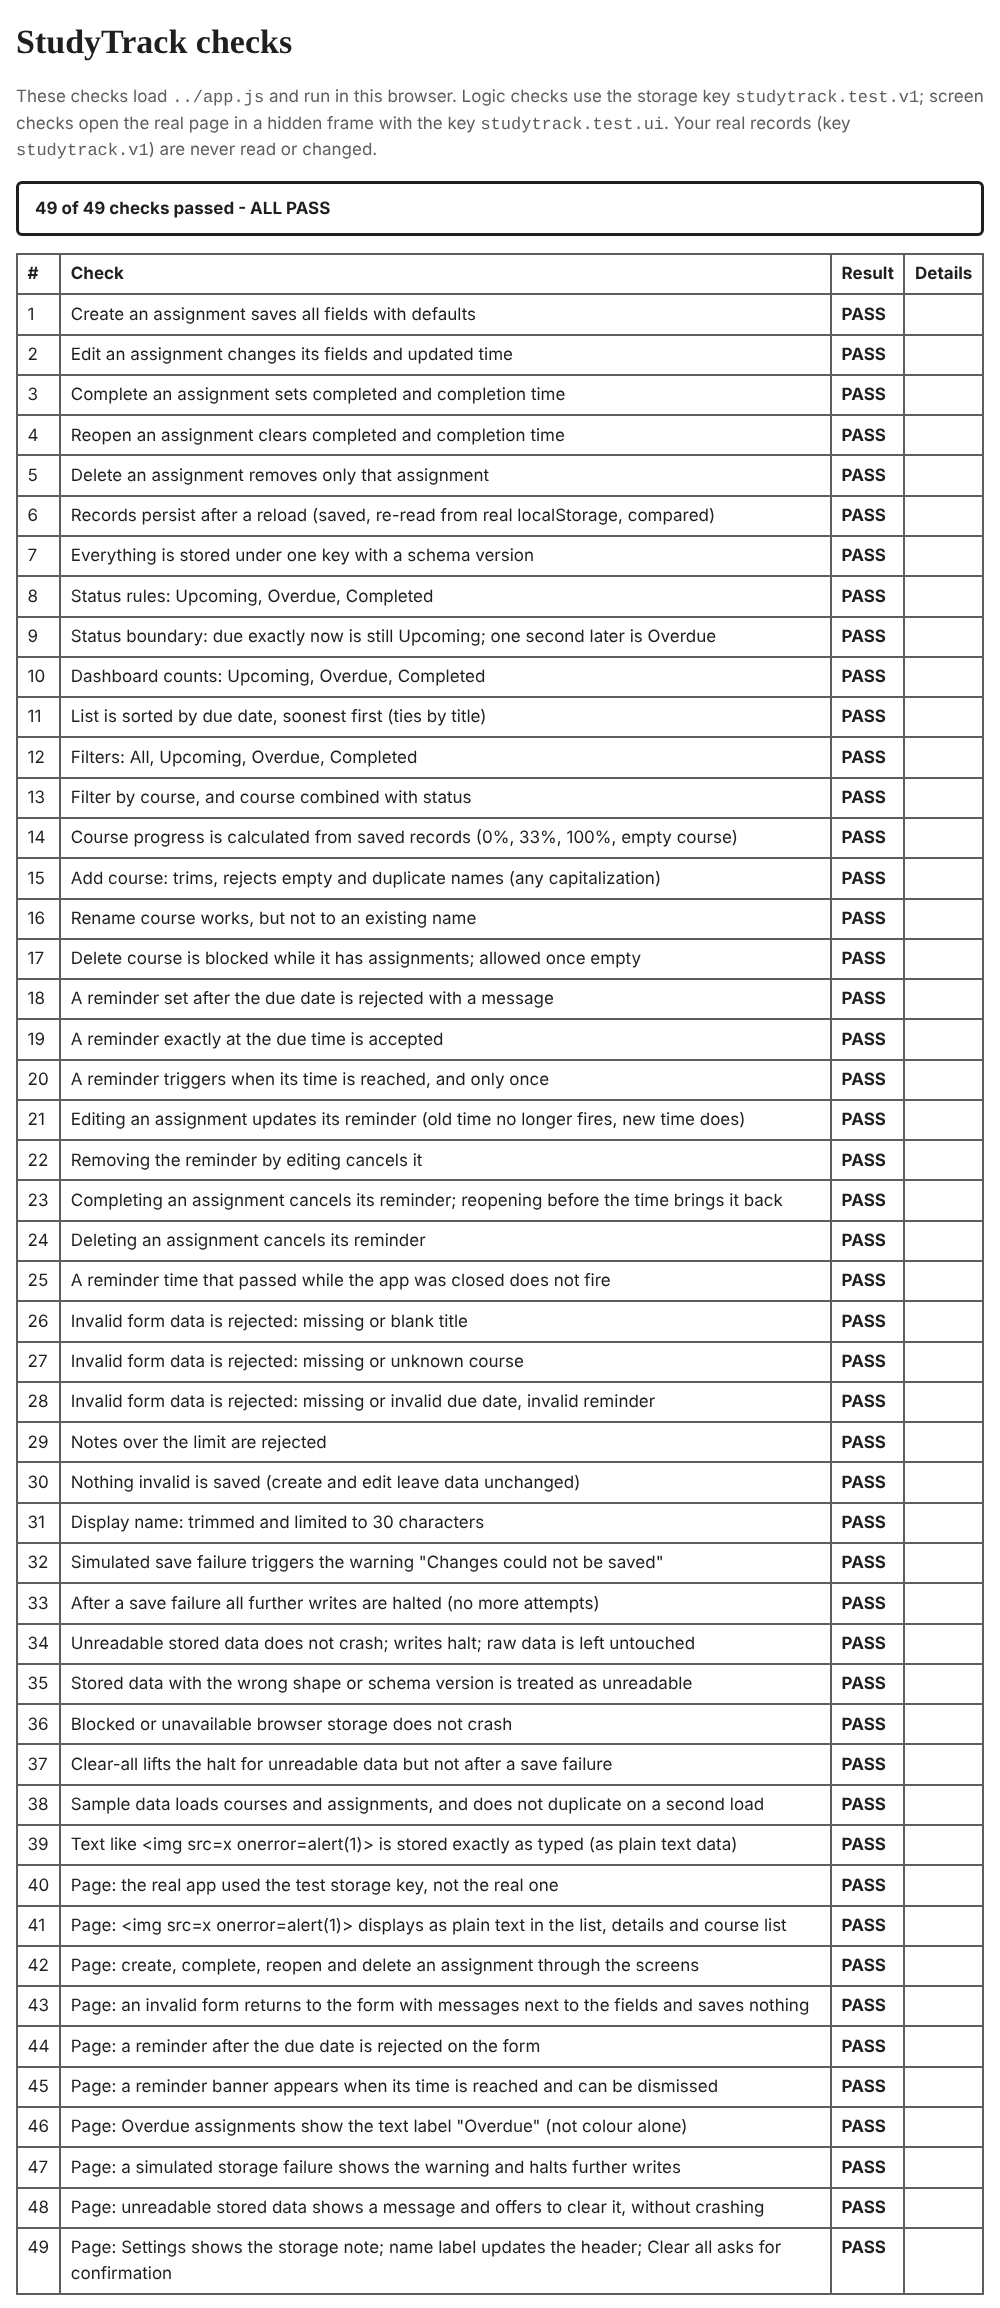 StudyTrack checks
These checks load ../app.js and run in this browser. Logic checks use the storage key studytrack.test.v1; screen
checks open the real page in a hidden frame with the key studytrack.test.ui. Your real records (key
studytrack.v1) are never read or changed.
49 of 49 checks passed - ALL PASS
# Check Result Details
1 Create an assignment saves all fields with defaults PASS
2 Edit an assignment changes its fields and updated time PASS
3 Complete an assignment sets completed and completion time PASS
4 Reopen an assignment clears completed and completion time PASS
5 Delete an assignment removes only that assignment PASS
6 Records persist after a reload (saved, re-read from real localStorage, compared) PASS
7 Everything is stored under one key with a schema version PASS
8 Status rules: Upcoming, Overdue, Completed PASS
9 Status boundary: due exactly now is still Upcoming; one second later is Overdue PASS
10 Dashboard counts: Upcoming, Overdue, Completed PASS
11 List is sorted by due date, soonest first (ties by title) PASS
12 Filters: All, Upcoming, Overdue, Completed PASS
13 Filter by course, and course combined with status PASS
14 Course progress is calculated from saved records (0%, 33%, 100%, empty course) PASS
15 Add course: trims, rejects empty and duplicate names (any capitalization) PASS
16 Rename course works, but not to an existing name PASS
17 Delete course is blocked while it has assignments; allowed once empty PASS
18 A reminder set after the due date is rejected with a message PASS
19 A reminder exactly at the due time is accepted PASS
20 A reminder triggers when its time is reached, and only once PASS
21 Editing an assignment updates its reminder (old time no longer fires, new time does) PASS
22 Removing the reminder by editing cancels it PASS
23 Completing an assignment cancels its reminder; reopening before the time brings it back PASS
24 Deleting an assignment cancels its reminder PASS
25 A reminder time that passed while the app was closed does not fire PASS
26 Invalid form data is rejected: missing or blank title PASS
27 Invalid form data is rejected: missing or unknown course PASS
28 Invalid form data is rejected: missing or invalid due date, invalid reminder PASS
29 Notes over the limit are rejected PASS
30 Nothing invalid is saved (create and edit leave data unchanged) PASS
31 Display name: trimmed and limited to 30 characters PASS
32 Simulated save failure triggers the warning "Changes could not be saved" PASS
33 After a save failure all further writes are halted (no more attempts) PASS
34 Unreadable stored data does not crash; writes halt; raw data is left untouched PASS
35 Stored data with the wrong shape or schema version is treated as unreadable PASS
36 Blocked or unavailable browser storage does not crash PASS
37 Clear-all lifts the halt for unreadable data but not after a save failure PASS
38 Sample data loads courses and assignments, and does not duplicate on a second load PASS
39 Text like <img src=x onerror=alert(1)> is stored exactly as typed (as plain text data) PASS
40 Page: the real app used the test storage key, not the real one PASS
41 Page: <img src=x onerror=alert(1)> displays as plain text in the list, details and course list PASS
42 Page: create, complete, reopen and delete an assignment through the screens PASS
43 Page: an invalid form returns to the form with messages next to the fields and saves nothing PASS
44 Page: a reminder after the due date is rejected on the form PASS
45 Page: a reminder banner appears when its time is reached and can be dismissed PASS
46 Page: Overdue assignments show the text label "Overdue" (not colour alone) PASS
47 Page: a simulated storage failure shows the warning and halts further writes PASS
48 Page: unreadable stored data shows a message and offers to clear it, without crashing PASS
49 Page: Settings shows the storage note; name label updates the header; Clear all asks for PASS
confirmation